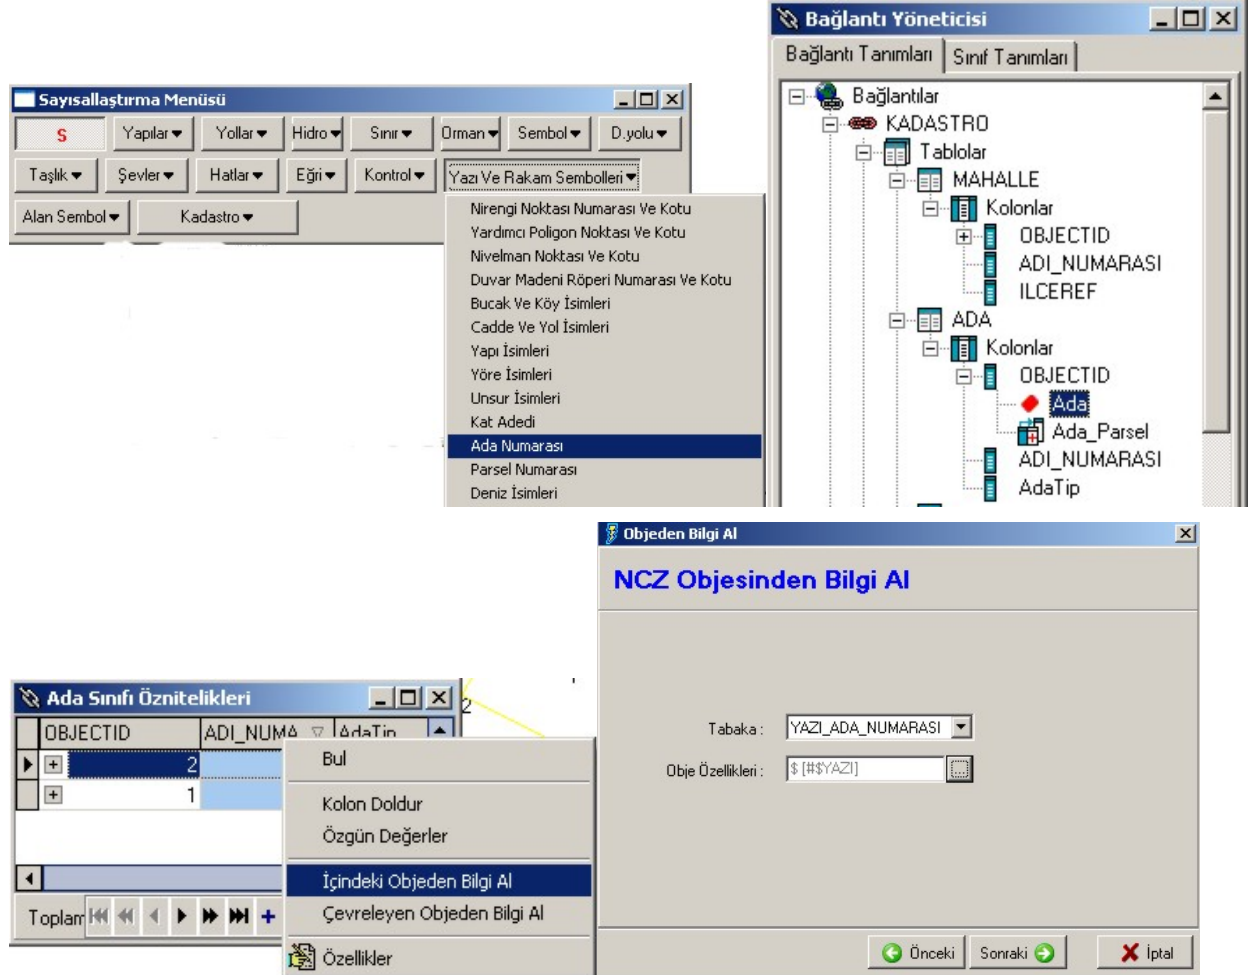 Sayısallaştırma Menüsü
S Yapılar Yollar Hidro Sınır Orman Sembol D.yolu
Taşlık Şevler Hatlar Eğri Kontrol Yazı Ve Rakam Sembolleri
Alan Sembol Kadastro
Nirengi Noktası Numarası Ve Kotu
Yardımcı Poligon Noktası Ve Kotu
Nivelman Noktası Ve Kotu
Duvar Madeni Röperi Numarası Ve Kotu
Bucak Ve Köy İsimleri
Cadde Ve Yol İsimleri
Yapı İsimleri
Yöre İsimleri
Unsur İsimleri
Kat Adedi
Ada Numarası
Parsel Numarası
Deniz İsimleri
Bağlantı Yöneticisi
Bağlantı Tanımları Sınıf Tanımları
Bağlantılar
KADASTRO
Tablolar
MAHALLE
Kolonlar
OBJECTID
ADI_NUMARASI
ILCEREF
ADA
Kolonlar
OBJECTID
Ada
Ada_Parsel
ADI_NUMARASI
AdaTip
Ada Sınıfı Öznitelikleri
OBJECTID ADI_NUMA AdaTip
2
1
Toplam
2
Bul
Kolon Doldur
Özgün Değerler
İçindeki Objeden Bilgi Al
Çevreleyen Objeden Bilgi Al
Özellikler
Objeden Bilgi Al
NCZ Objesinden Bilgi Al
Tabaka : YAZI_ADA_NUMARASI
Obje Özellikleri : $[#$YAZI] ...
Önceki Sonraki İptal